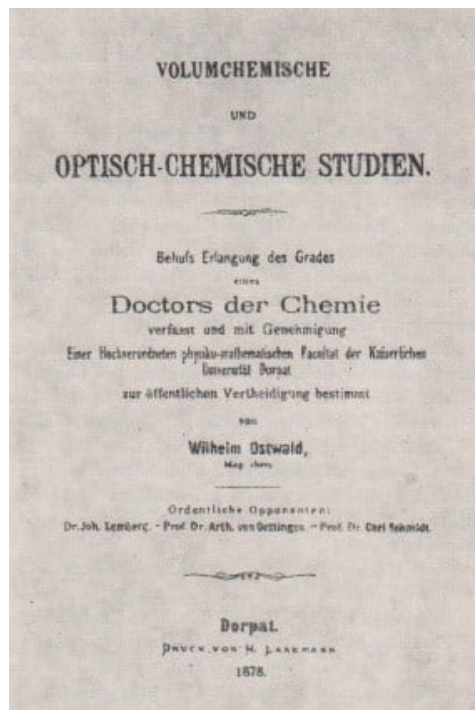 VOLUMCHEMISCHE
UND
OPTISCH-CHEMISCHE STUDIEN.
Behufs Erlangung des Grades
eines
Doctors der Chemie
verfasst und mit Genehmigung
Einer Hochverordneten physiko-mathematischen Facultät der Kaiserlichen
Universität Dorpat
zur öffentlichen Vertheidigung bestimmt
von
Wilhelm Ostwald,
Mag. chem.
Ordentliche Opponenten:
Dr. Joh. Lemberg. - Prof. Dr. Arth. von Oettingen. - Prof. Dr. Carl Schmidt.
Dorpat.
DRUCK VON H. LAAKMANN
1878.